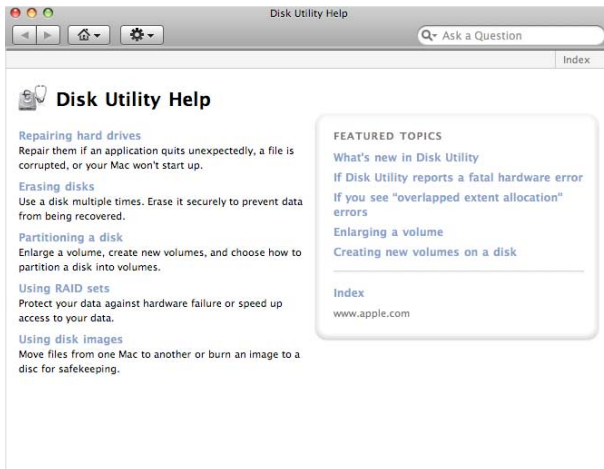 Disk Utility Help
Ask a Question
Index
Disk Utility Help
Repairing hard drives
Repair them if an application quits unexpectedly, a file is
corrupted, or your Mac won't start up.
Erasing disks
Use a disk multiple times. Erase it securely to prevent data
from being recovered.
Partitioning a disk
Enlarge a volume, create new volumes, and choose how to
partition a disk into volumes.
Using RAID sets
Protect your data against hardware failure or speed up
access to your data.
Using disk images
Move files from one Mac to another or burn an image to a
disc for safekeeping.
FEATURED TOPICS
What's new in Disk Utility
If Disk Utility reports a fatal hardware error
If you see “overlapped extent allocation”
errors
Enlarging a volume
Creating new volumes on a disk
Index
www.apple.com